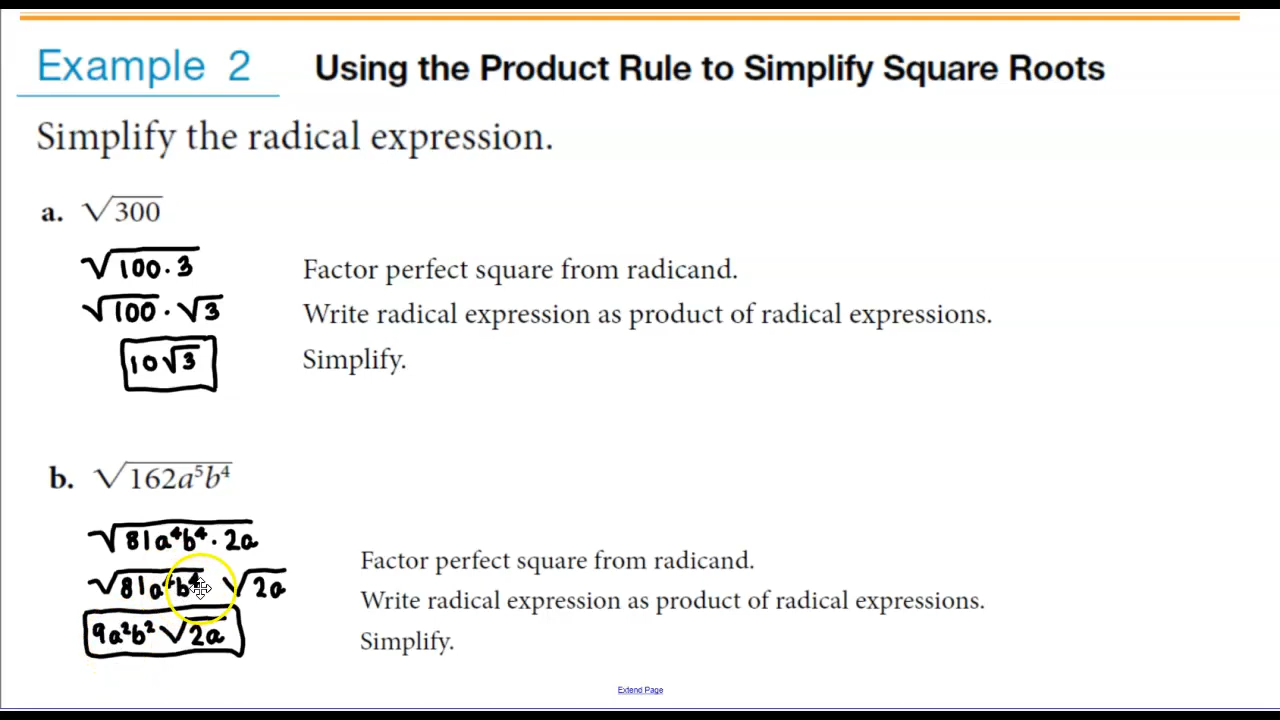 Example 2 Using the Product Rule to Simplify Square Roots
Simplify the radical expression.
a. √300
√100·3 Factor perfect square from radicand.
√100 · √3 Write radical expression as product of radical expressions.
10√3 Simplify.
b. √162a⁵b⁴
√81a⁴b⁴·2a
Factor perfect square from radicand.
√81a⁴b⁴ √2a
Write radical expression as product of radical expressions.
9a²b²√2a
Simplify.
Extend Page